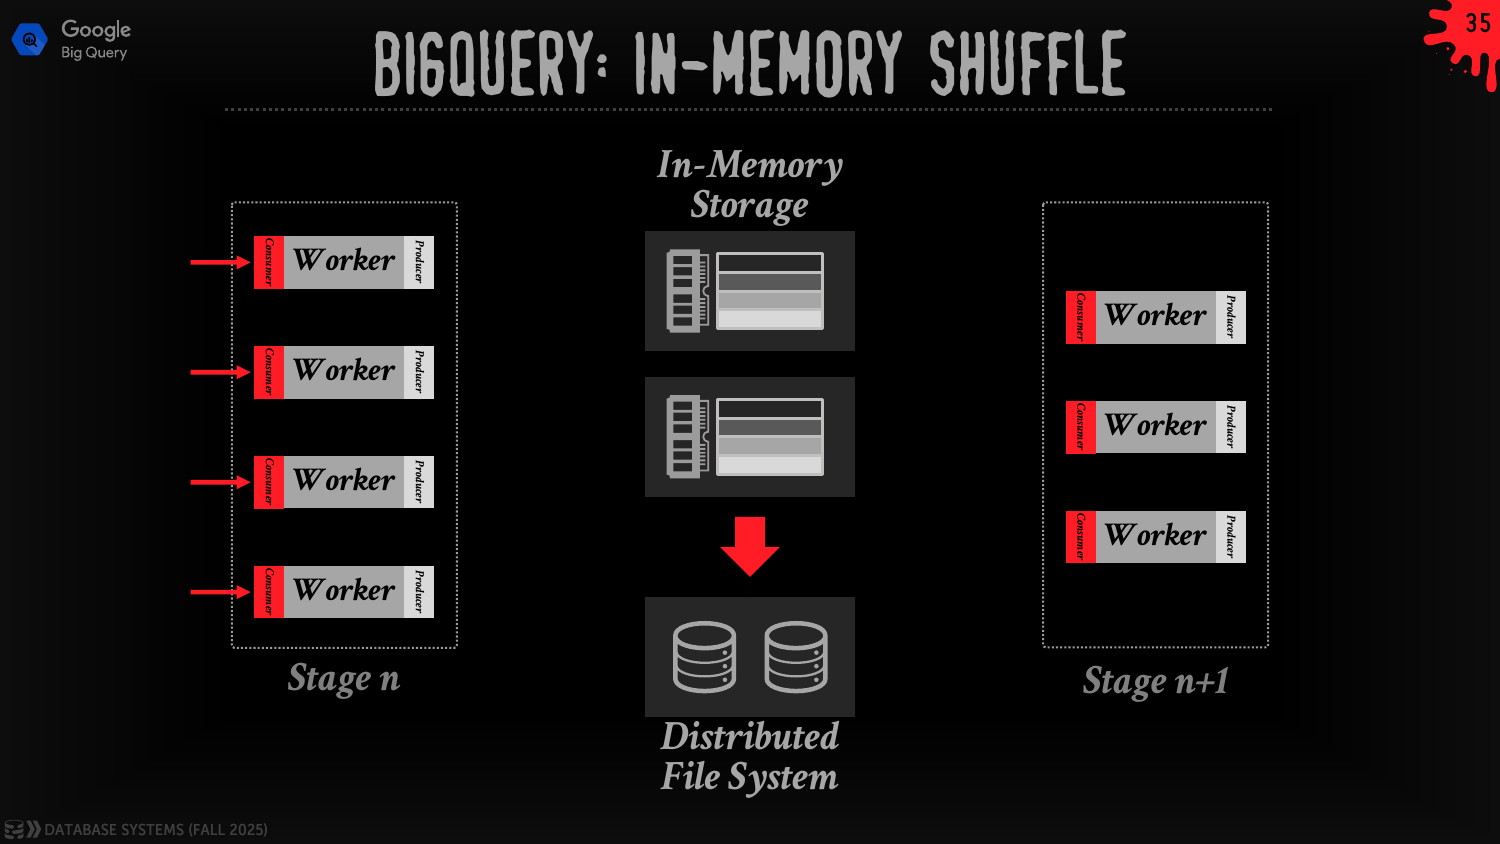 Google
Big Query
BIGQUERY: IN-MEMORY SHUFFLE
35
In-Memory
Storage
Consumer Worker Producer
Consumer Worker Producer
Consumer Worker Producer
Consumer Worker Producer
Stage n
Consumer Worker Producer
Consumer Worker Producer
Consumer Worker Producer
Stage n+1
Distributed
File System
DATABASE SYSTEMS (FALL 2025)